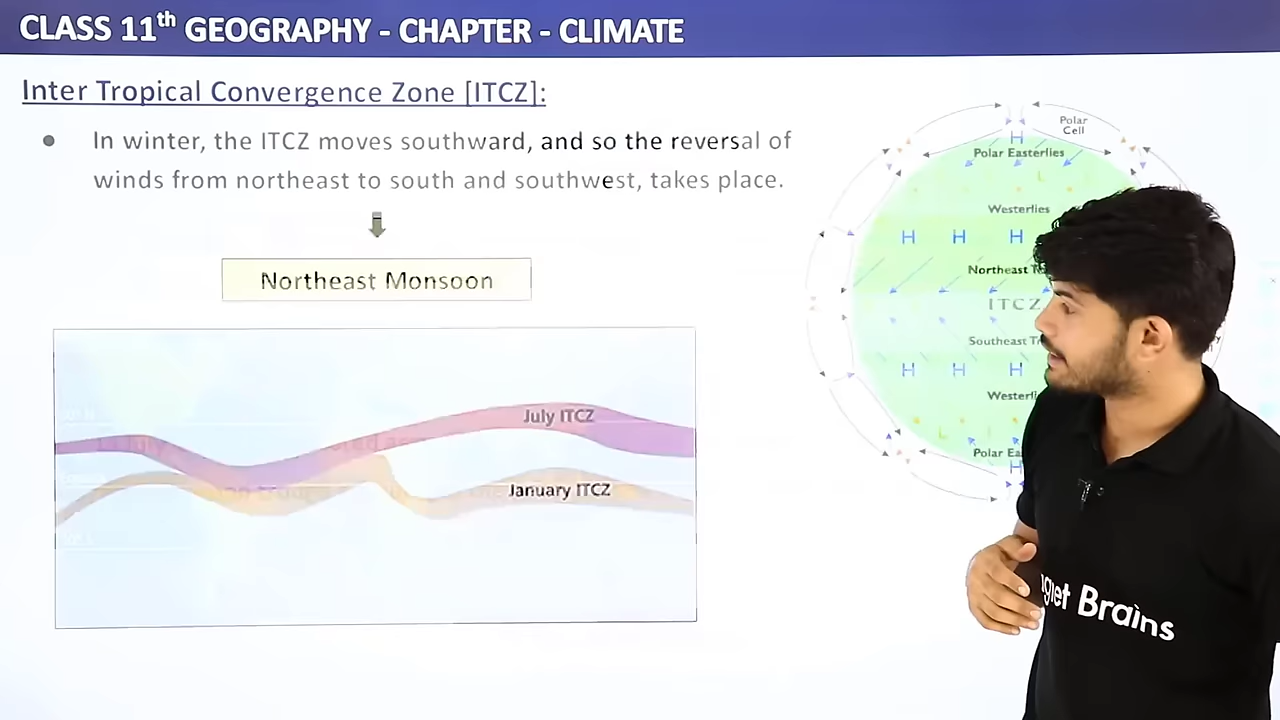 CLASS 11th GEOGRAPHY - CHAPTER - CLIMATE
Inter Tropical Convergence Zone [ITCZ]:
In winter, the ITCZ moves southward, and so the reversal of
winds from northeast to south and southwest, takes place.
Northeast Monsoon
July ITCZ
January ITCZ
Polar
Cell
H
Polar Easterlies
L
Westerlies
H H H
Northeast
ITCZ
Southeast
H H H
L
Polar
H
Brains